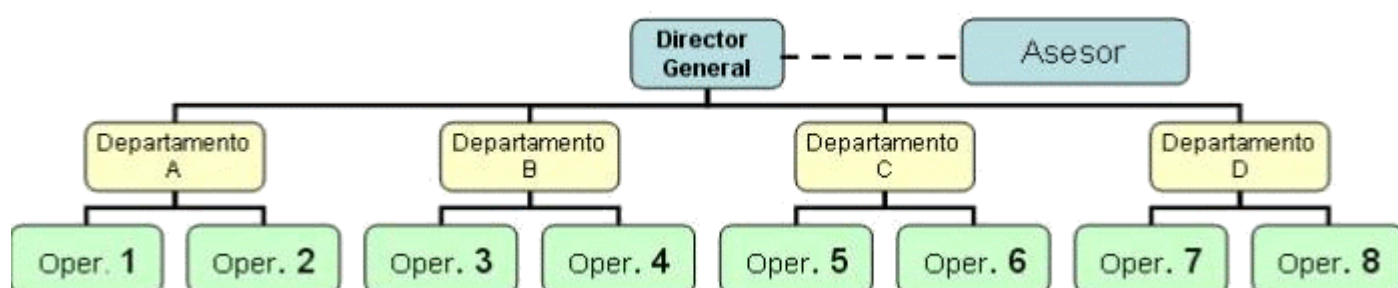 Director
General
Asesor
Departamento
A
Departamento
B
Departamento
C
Departamento
D
Oper. 1
Oper. 2
Oper. 3
Oper. 4
Oper. 5
Oper. 6
Oper. 7
Oper. 8